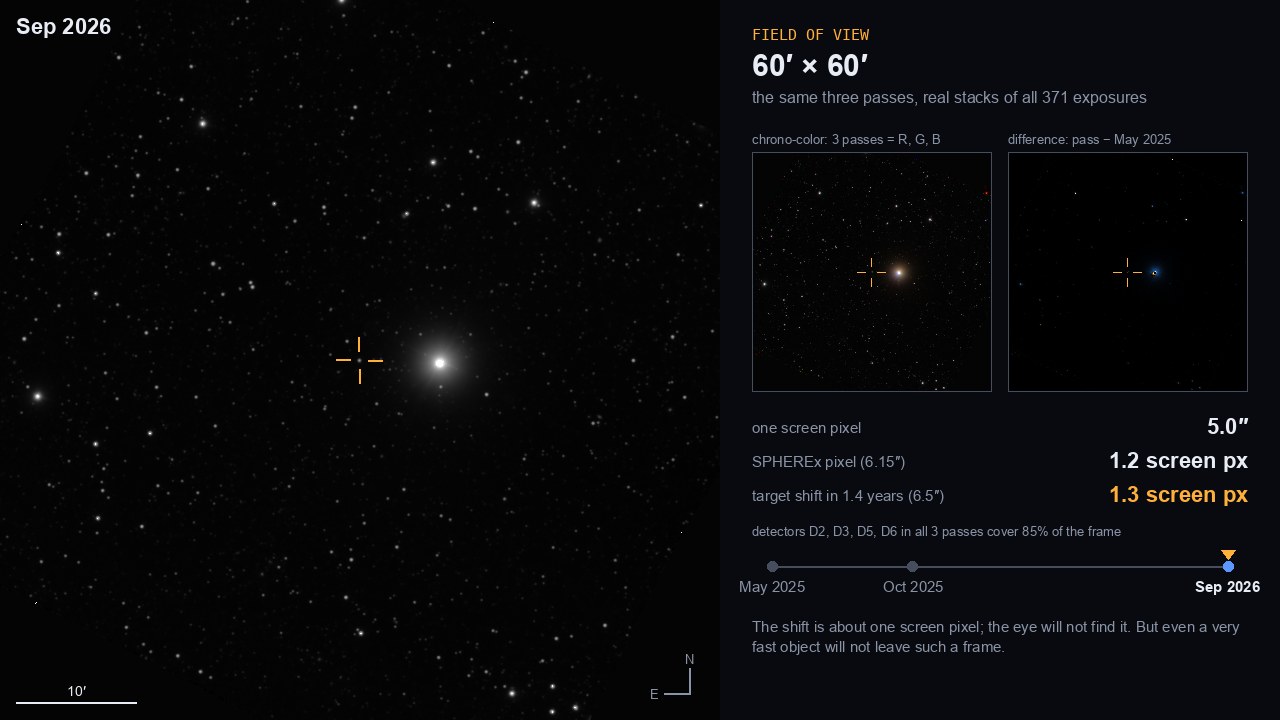 Sep 2026
FIELD OF VIEW
60′ × 60′
the same three passes, real stacks of all 371 exposures
chrono-color: 3 passes = R, G, B
difference: pass − May 2025
one screen pixel
5.0″
SPHEREx pixel (6.15″)
1.2 screen px
target shift in 1.4 years (6.5″)
1.3 screen px
detectors D2, D3, D5, D6 in all 3 passes cover 85% of the frame
May 2025
Oct 2025
Sep 2026
The shift is about one screen pixel; the eye will not find it. But even a very
fast object will not leave such a frame.
10′
N
E